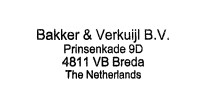 Bakker & Verkuijl B.V.
Prinsenkade 9D
4811 VB Breda
The Netherlands